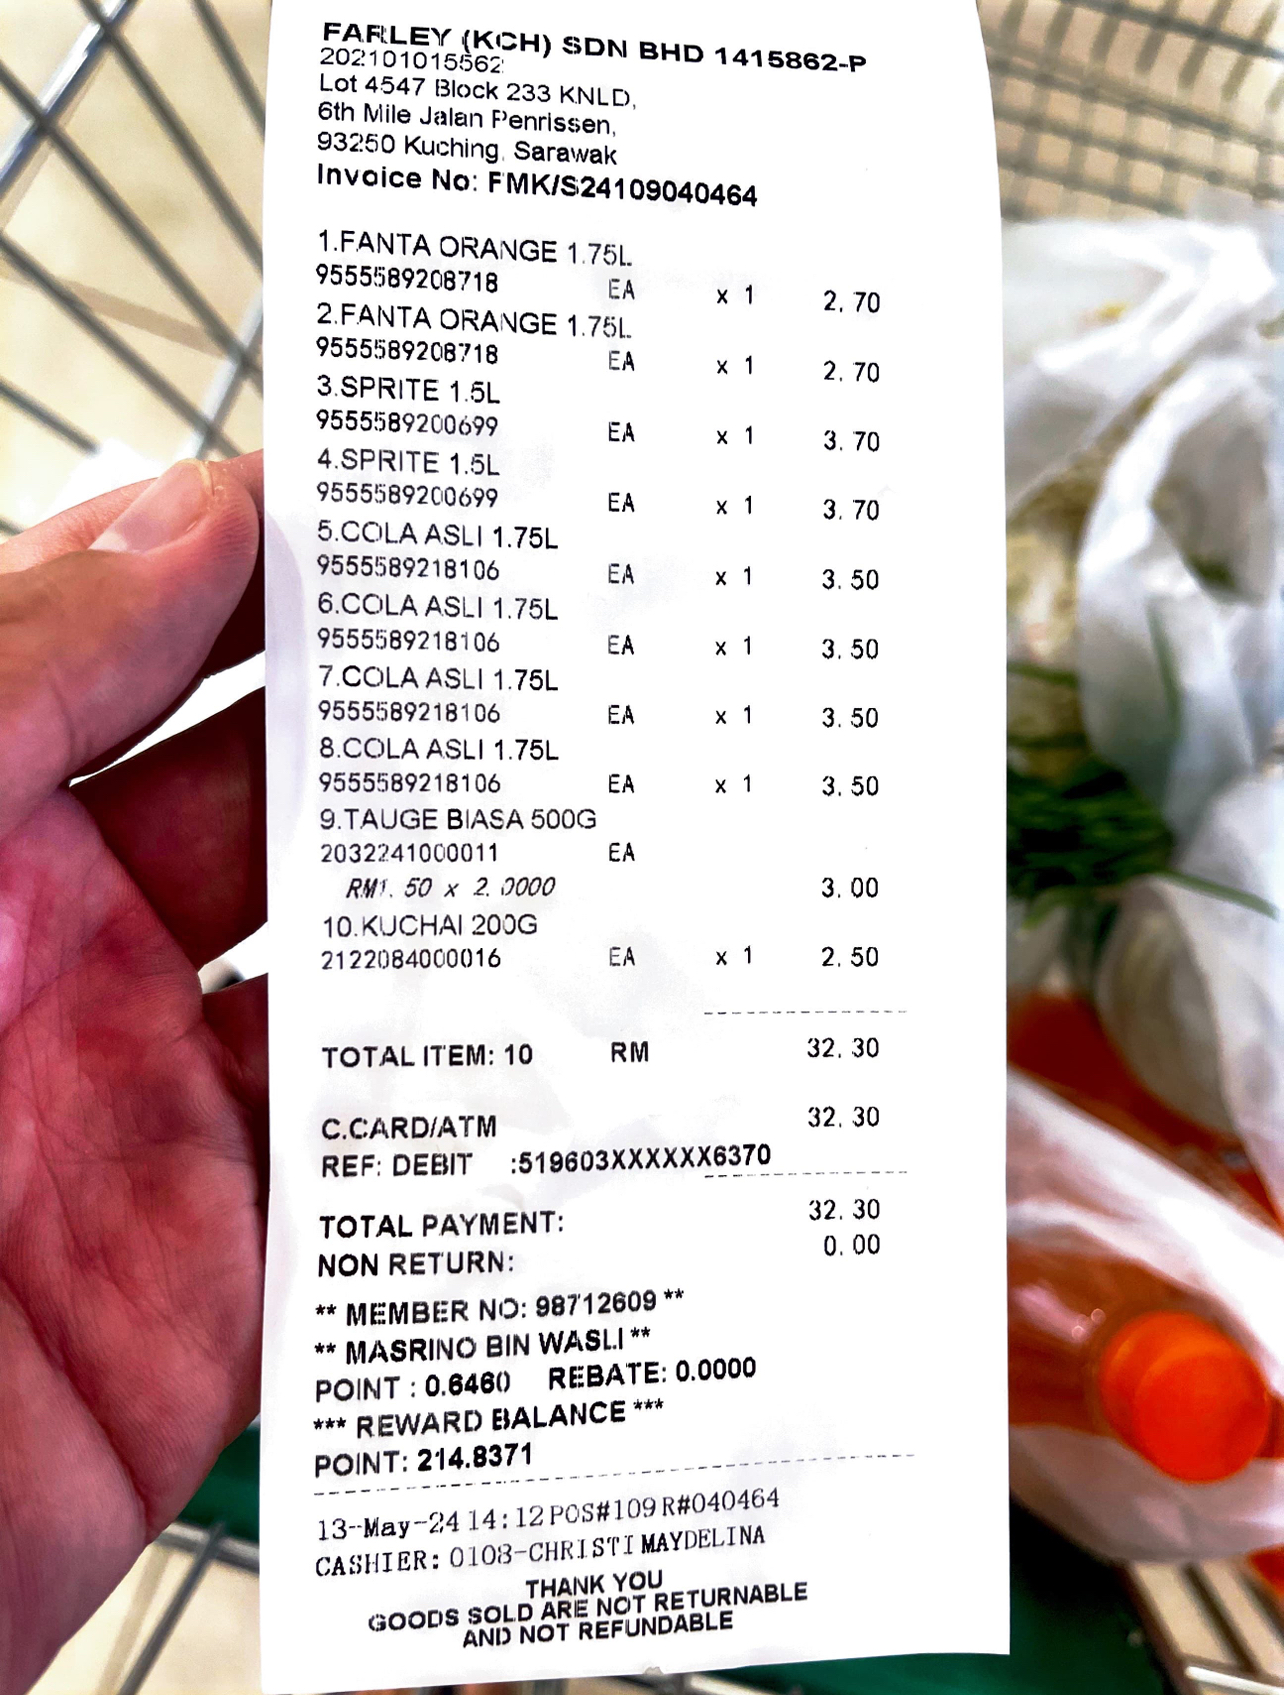 FARLEY (KCH) SDN BHD 1415862-P
202101015562
Lot 4547 Block 233 KNLD,
6th Mile Jalan Penrissen,
93250 Kuching, Sarawak
Invoice No: FMK/S24109040464
1.FANTA ORANGE 1.75L
9555589208718 EA x 1 2.70
2.FANTA ORANGE 1.75L
9555589208718 EA x 1 2.70
3.SPRITE 1.5L
9555589200699 EA x 1 3.70
4.SPRITE 1.5L
9555589200699 EA x 1 3.70
5.COLA ASLI 1.75L
9555589218106 EA x 1 3.50
6.COLA ASLI 1.75L
9555589218106 EA x 1 3.50
7.COLA ASLI 1.75L
9555589218106 EA x 1 3.50
8.COLA ASLI 1.75L
9555589218106 EA x 1 3.50
9.TAUGE BIASA 500G
2032241000011 EA
RM1.50 x 2.0000 3.00
10.KUCHAI 200G
2122084000016 EA x 1 2.50
TOTAL ITEM: 10 RM 32.30
C.CARD/ATM 32.30
REF: DEBIT :519603XXXXXX6370
TOTAL PAYMENT: 32.30
NON RETURN: 0.00
** MEMBER NO: 98712609 **
** MASRINO BIN WASLI **
POINT : 0.6460 REBATE: 0.0000
*** REWARD BALANCE ***
POINT: 214.8371
13-May-24 14:12 POS#109 R#040464
CASHIER: 0108-CHRISTI MAYDELINA
THANK YOU
GOODS SOLD ARE NOT RETURNABLE
AND NOT REFUNDABLE